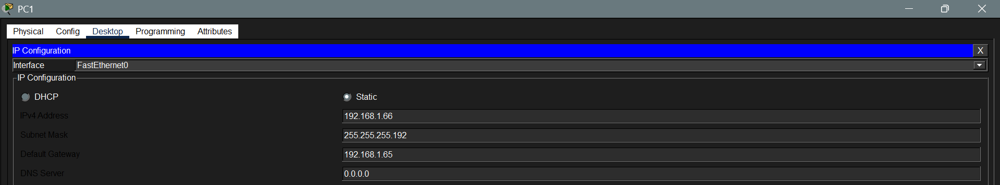 PC1
Physical Config Desktop Programming Attributes
IP Configuration X
Interface FastEthernet0
IP Configuration
DHCP Static
IPv4 Address 192.168.1.66
Subnet Mask 255.255.255.192
Default Gateway 192.168.1.65
DNS Server 0.0.0.0